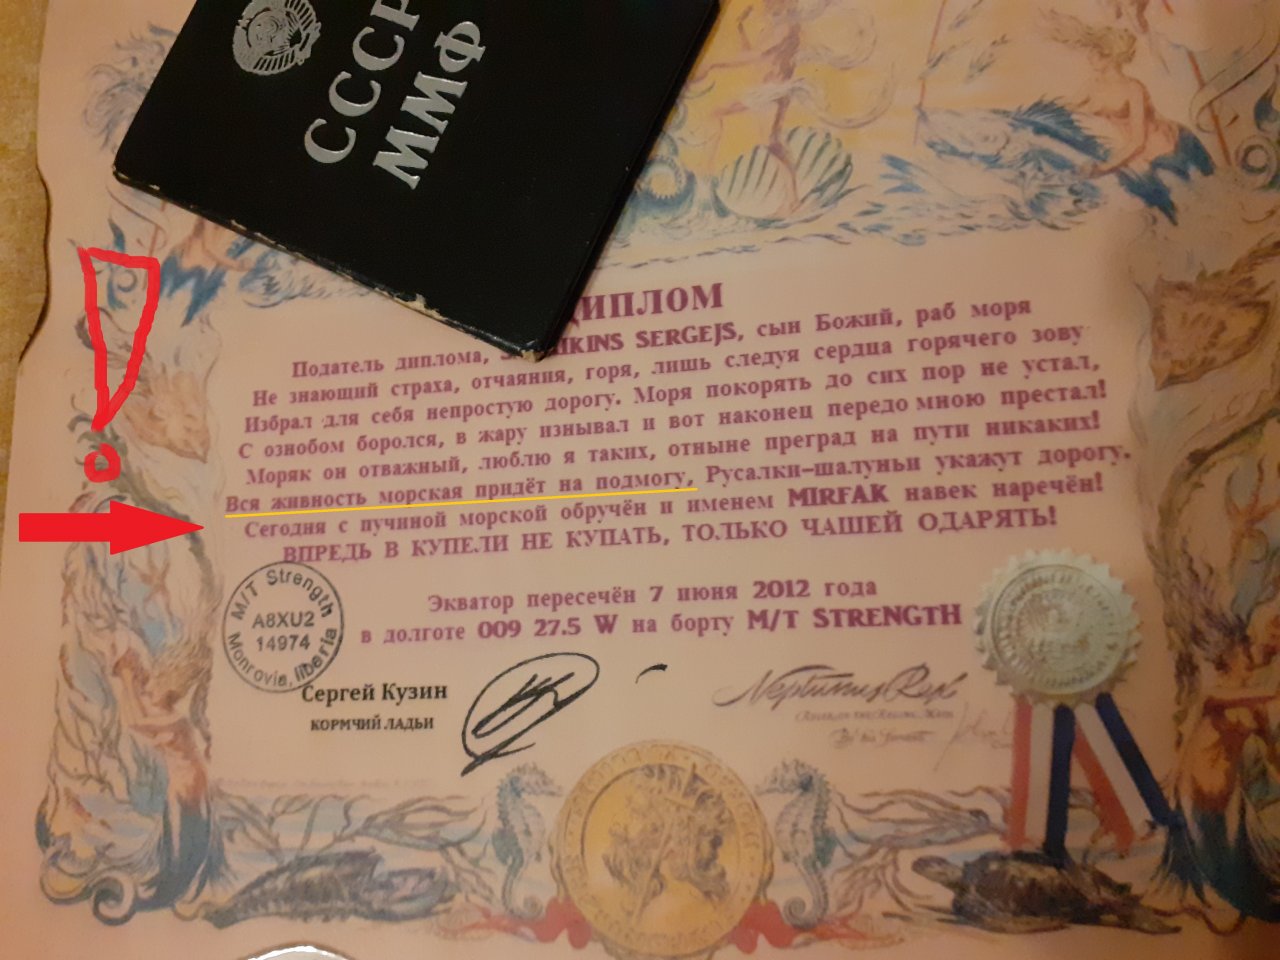 СССР
ММФ
ДИПЛОМ
Податель диплома, SERGEJS, сын Божий, раб моря
Не знающий страха, отчаяния, горя, лишь следуя сердца горячего зову
Избрал для себя непростую дорогу. Моря покорять до сих пор не устал,
С ознобом боролся, в жару изнывал и вот наконец передо мною престал!
Моряк он отважный, люблю я таких, отныне преград на пути никаких!
Вся живность морская придёт на подмогу, Русалки-шалуньи укажут дорогу.
Сегодня с пучиной морской обручён и именем MIRFAK навек наречён!
ВПРЕДЬ В КУПЕЛИ НЕ КУПАТЬ, ТОЛЬКО ЧАШЕЙ ОДАРЯТЬ!
Экватор пересечён 7 июня 2012 года
в долготе 009 27.5 W на борту M/T STRENGTH
M/T Strength
A8XU2
14974
Monrovia, liberia
Сергей Кузин
КОРМЧИЙ ЛАДЬИ
Neptunus Rex